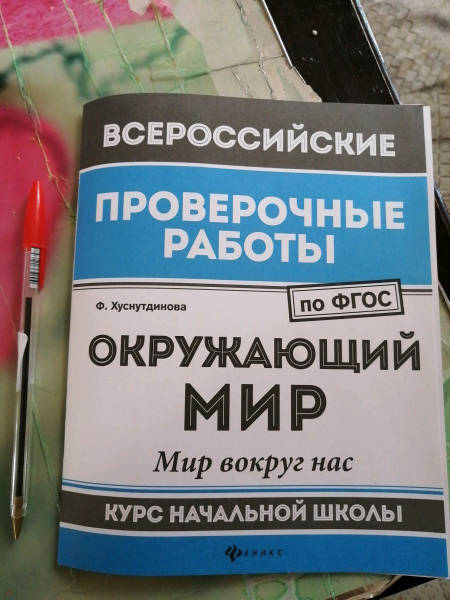 ВСЕРОССИЙСКИЕ
ПРОВЕРОЧНЫЕ
РАБОТЫ
Ф. Хуснутдинова
по ФГОС
ОКРУЖАЮЩИЙ
МИР
Мир вокруг нас
КУРС НАЧАЛЬНОЙ ШКОЛЫ
ФЕНИКС